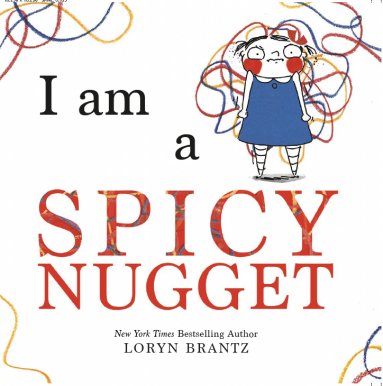 I am
a
SPICY
NUGGET
New York Times Bestselling Author
LORYN BRANTZ